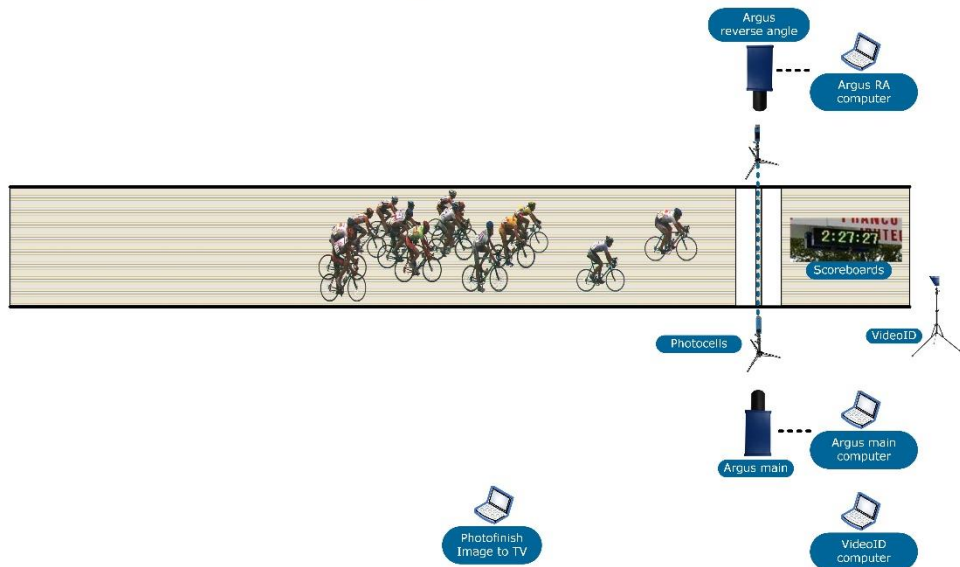 Argus
reverse angle
Argus RA
computer
2:27:27
Scoreboards
VideoID
Photocells
Argus main
computer
Argus main
Photofinish
Image to TV
VideoID
computer